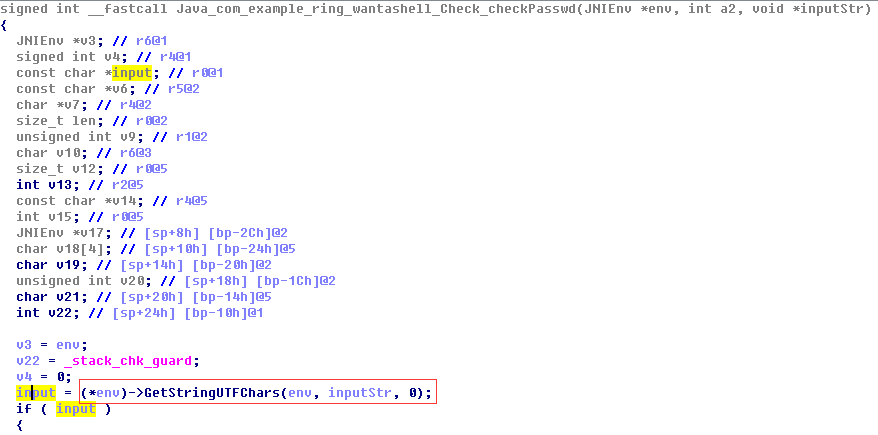 signed int __fastcall Java_com_example_ring_wantashell_Check_checkPasswd(JNIEnv *env, int a2, void *inputStr)
{
JNIEnv *v3; // r6@1
signed int v4; // r4@1
const char *input; // r0@1
const char *v6; // r5@2
char *v7; // r4@2
size_t len; // r0@2
unsigned int v9; // r1@2
char v10; // r6@3
size_t v12; // r0@5
int v13; // r2@5
const char *v14; // r4@5
int v15; // r0@5
JNIEnv *v17; // [sp+8h] [bp-2Ch]@2
char v18[4]; // [sp+10h] [bp-24h]@5
char v19; // [sp+14h] [bp-20h]@2
unsigned int v20; // [sp+18h] [bp-1Ch]@2
char v21; // [sp+20h] [bp-14h]@5
int v22; // [sp+24h] [bp-10h]@1
v3 = env;
v22 = _stack_chk_guard;
v4 = 0;
input = (*env)->GetStringUTFChars(env, inputStr, 0);
if ( input )
{